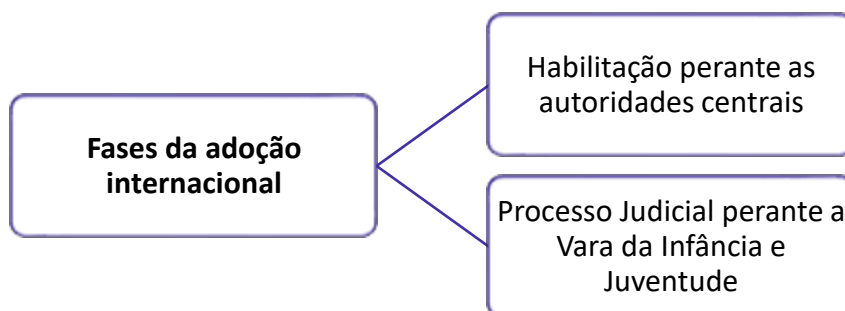 Fases da adoção
internacional
Habilitação perante as
autoridades centrais
Processo Judicial perante a
Vara da Infância e
Juventude